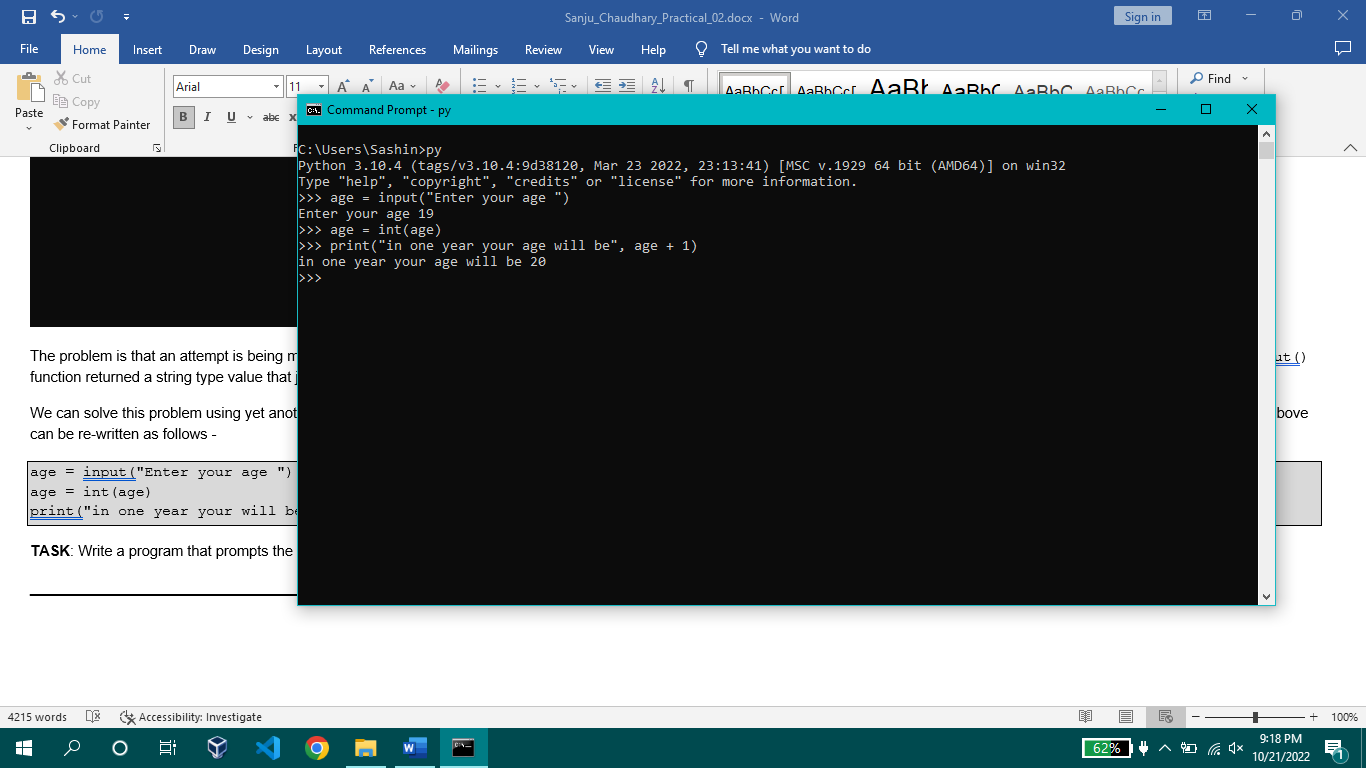 Sanju_Chaudhary_Practical_02.docx - Word
Sign in
File Home Insert Draw Design Layout References Mailings Review View Help Tell me what you want to do
Cut
Copy
Paste
Format Painter
Clipboard
Arial 11
Aa
B I U abc
Find
Command Prompt - py
C:\Users\Sashin>py
Python 3.10.4 (tags/v3.10.4:9d38120, Mar 23 2022, 23:13:41) [MSC v.1929 64 bit (AMD64)] on win32
Type "help", "copyright", "credits" or "license" for more information.
>>> age = input("Enter your age ")
Enter your age 19
>>> age = int(age)
>>> print("in one year your age will be", age + 1)
in one year your age will be 20
>>>
The problem is that an attempt is being
function returned a string type value that
We can solve this problem using yet
can be re-written as follows -
age = input("Enter your age ")
age = int(age)
print("in one year your will
TASK: Write a program that prompts the
4215 words Accessibility: Investigate 100%
62% 9:18 PM
10/21/2022 1